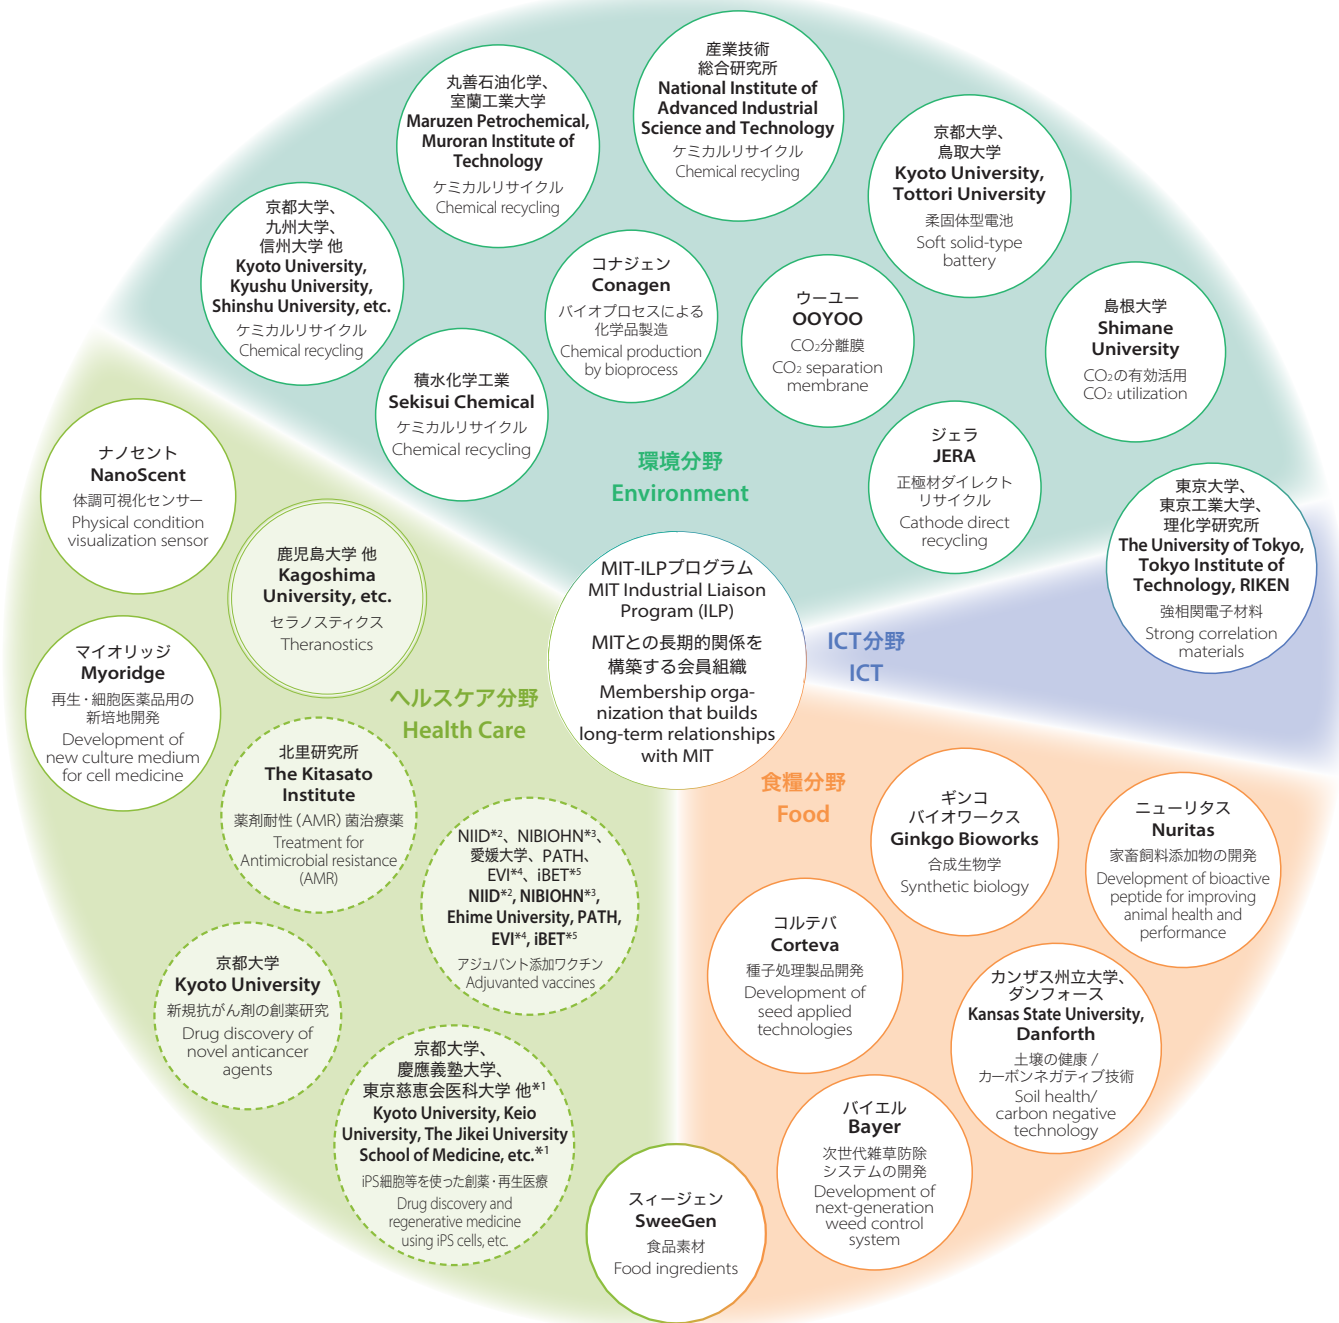 産業技術
総合研究所
National Institute of
Advanced Industrial
Science and Technology
ケミカルリサイクル
Chemical recycling
丸善石油化学、
室蘭工業大学
Maruzen Petrochemical,
Muroran Institute of
Technology
ケミカルリサイクル
Chemical recycling
京都大学、
鳥取大学
Kyoto University,
Tottori University
柔固体型電池
Soft solid-type
battery
京都大学、
九州大学、
信州大学 他
Kyoto University,
Kyushu University,
Shinshu University, etc.
ケミカルリサイクル
Chemical recycling
コナジェン
Conagen
バイオプロセスによる
化学品製造
Chemical production
by bioprocess
ウーユー
OOYOO
CO₂分離膜
CO₂ separation
membrane
島根大学
Shimane
University
CO₂の有効活用
CO₂ utilization
積水化学工業
Sekisui Chemical
ケミカルリサイクル
Chemical recycling
ジェラ
JERA
正極材ダイレクト
リサイクル
Cathode direct
recycling
環境分野
Environment
東京大学、
東京工業大学、
理化学研究所
The University of Tokyo,
Tokyo Institute of
Technology, RIKEN
強相関電子材料
Strong correlation
materials
ICT分野
ICT
MIT-ILPプログラム
MIT Industrial Liaison
Program (ILP)
MITとの長期的関係を
構築する会員組織
Membership orga-
nization that builds
long-term relationships
with MIT
ナノセント
NanoScent
体調可視化センサー
Physical condition
visualization sensor
鹿児島大学 他
Kagoshima
University, etc.
セラノスティクス
Theranostics
マイオリッジ
Myoridge
再生・細胞医薬品用の
新培地開発
Development of
new culture medium
for cell medicine
ヘルスケア分野
Health Care
北里研究所
The Kitasato
Institute
薬剤耐性（AMR）菌治療薬
Treatment for
Antimicrobial resistance
(AMR)
NIID*2、NIBIOHN*3、
愛媛大学、PATH、
EVI*4、iBET*5
NIID*2, NIBIOHN*3,
Ehime University, PATH,
EVI*4, iBET*5
アジュバント添加ワクチン
Adjuvanted vaccines
京都大学
Kyoto University
新規抗がん剤の創薬研究
Drug discovery of
novel anticancer
agents
京都大学、
慶應義塾大学、
東京慈恵会医科大学 他*1
Kyoto University, Keio
University, The Jikei University
School of Medicine, etc.*1
iPS細胞等を使った創薬・再生医療
Drug discovery and
regenerative medicine
using iPS cells, etc.
スィージェン
SweeGen
食品素材
Food ingredients
食糧分野
Food
ギンコ
バイオワークス
Ginkgo Bioworks
合成生物学
Synthetic biology
ニューリタス
Nuritas
家畜飼料添加物の開発
Development of bioactive
peptide for improving
animal health and
performance
コルテバ
Corteva
種子処理製品開発
Development of
seed applied
technologies
カンザス州立大学、
ダンフォース
Kansas State University,
Danforth
土壌の健康 /
カーボンネガティブ技術
Soil health/
carbon negative
technology
バイエル
Bayer
次世代雑草防除
システムの開発
Development of
next-generation
weed control
system